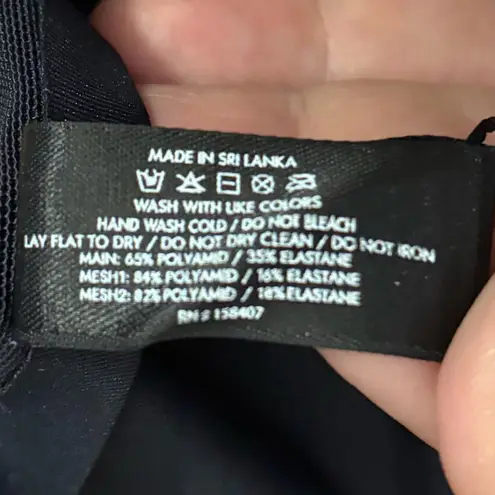 MADE IN SRI LANKA
WASH WITH LIKE COLORS
HAND WASH COLD / DO NOT BLEACH
LAY FLAT TO DRY / DO NOT DRY CLEAN / DO NOT IRON
MAIN: 65% POLYAMID / 35% ELASTANE
MESH1: 84% POLYAMID / 16% ELASTANE
MESH2: 82% POLYAMID / 18% ELASTANE
RN # 158407